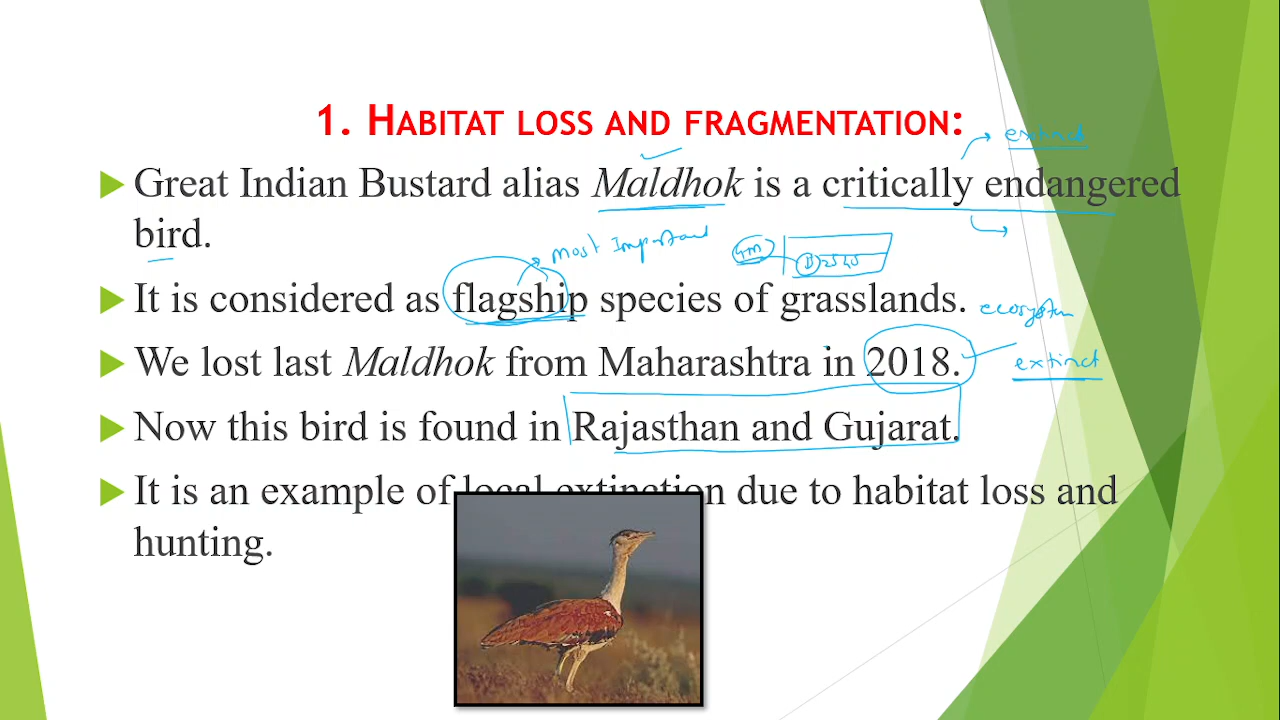 1. HABITAT LOSS AND FRAGMENTATION:
extinct
Great Indian Bustard alias Maldhok is a critically endangered
bird.
most Important
It is considered as flagship species of grasslands.
ecosystem
We lost last Maldhok from Maharashtra in 2018.
extinct
Now this bird is found in Rajasthan and Gujarat.
It is an example of local extinction due to habitat loss and
hunting.